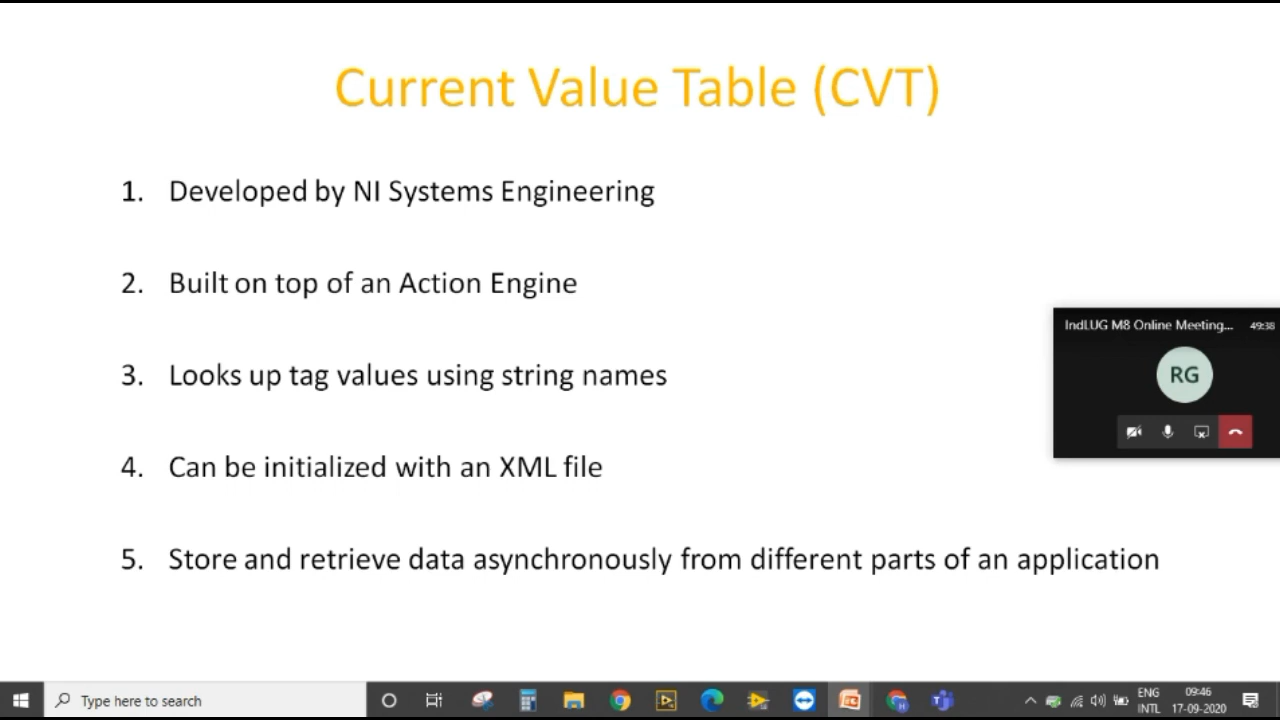 Current Value Table (CVT)
1. Developed by NI Systems Engineering
2. Built on top of an Action Engine
3. Looks up tag values using string names
4. Can be initialized with an XML file
5. Store and retrieve data asynchronously from different parts of an application
IndLUG M8 Online Meeting... 49:38
RG
Type here to search
ENG 09:46
INTL 17-09-2020